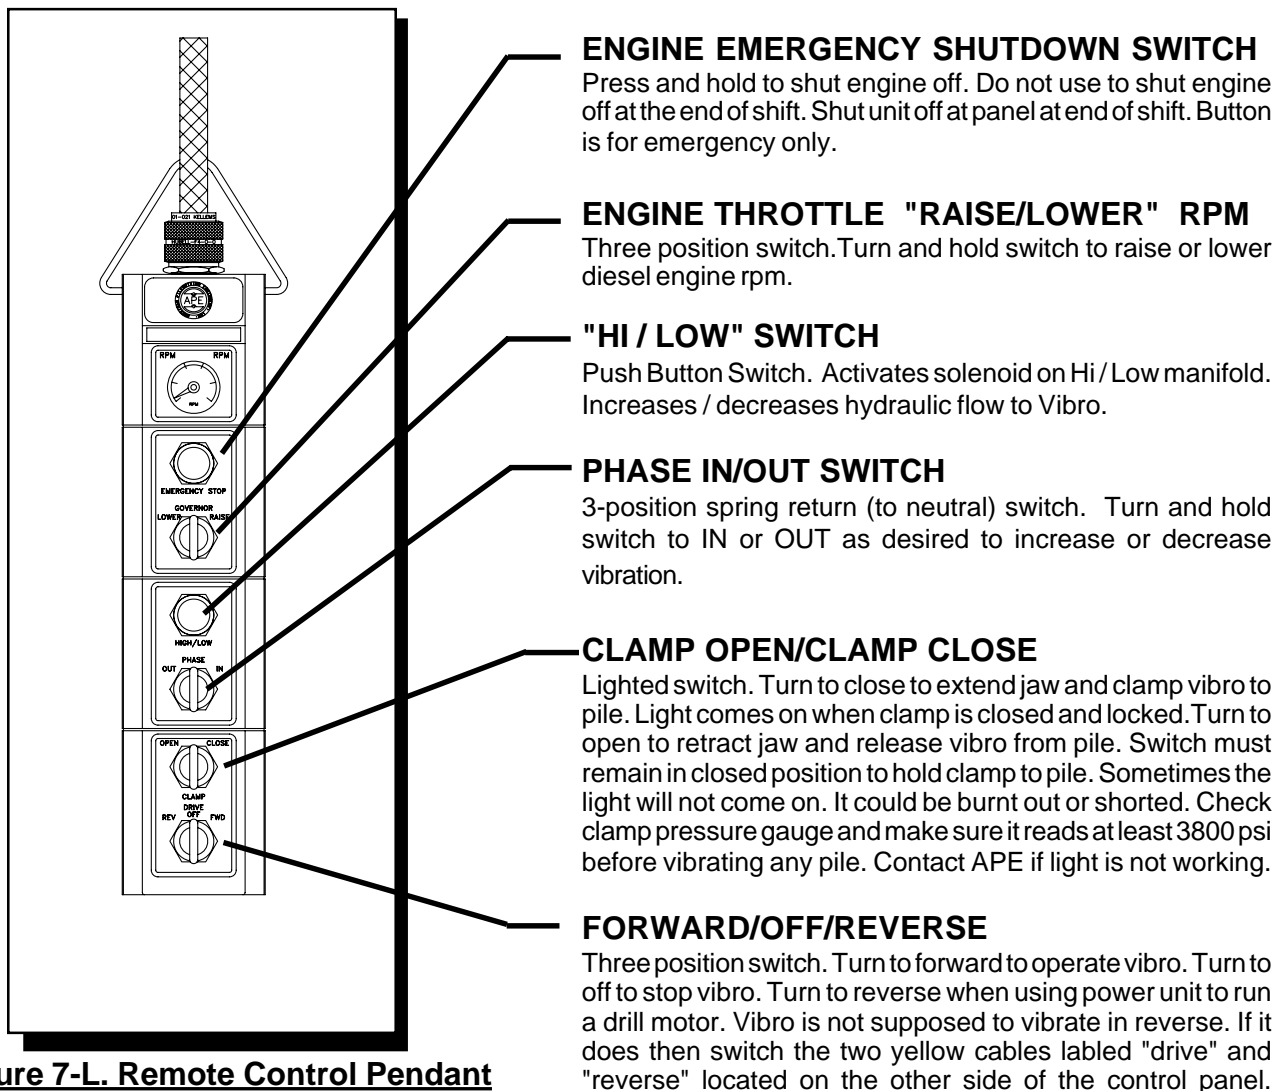 ENGINE EMERGENCY SHUTDOWN SWITCH
Press and hold to shut engine off. Do not use to shut engine
off at the end of shift. Shut unit off at panel at end of shift. Button
is for emergency only.
ENGINE THROTTLE "RAISE/LOWER" RPM
Three position switch.Turn and hold switch to raise or lower
diesel engine rpm.
"HI / LOW" SWITCH
Push Button Switch. Activates solenoid on Hi / Low manifold.
Increases / decreases hydraulic flow to Vibro.
PHASE IN/OUT SWITCH
3-position spring return (to neutral) switch. Turn and hold
switch to IN or OUT as desired to increase or decrease
vibration.
CLAMP OPEN/CLAMP CLOSE
Lighted switch. Turn to close to extend jaw and clamp vibro to
pile. Light comes on when clamp is closed and locked.Turn to
open to retract jaw and release vibro from pile. Switch must
remain in closed position to hold clamp to pile. Sometimes the
light will not come on. It could be burnt out or shorted. Check
clamp pressure gauge and make sure it reads at least 3800 psi
before vibrating any pile. Contact APE if light is not working.
FORWARD/OFF/REVERSE
Three position switch. Turn to forward to operate vibro. Turn to
off to stop vibro. Turn to reverse when using power unit to run
a drill motor. Vibro is not supposed to vibrate in reverse. If it
does then switch the two yellow cables labled "drive" and
"reverse" located on the other side of the control panel.
01-021 KELLEMS
APE
RPM RPM
RPM
EMERGENCY STOP
GOVERNOR
LOWER RAISE
HIGH/LOW
PHASE
OUT IN
OPEN CLOSE
CLAMP
DRIVE
REV OFF FWD
ure 7-L. Remote Control Pendant